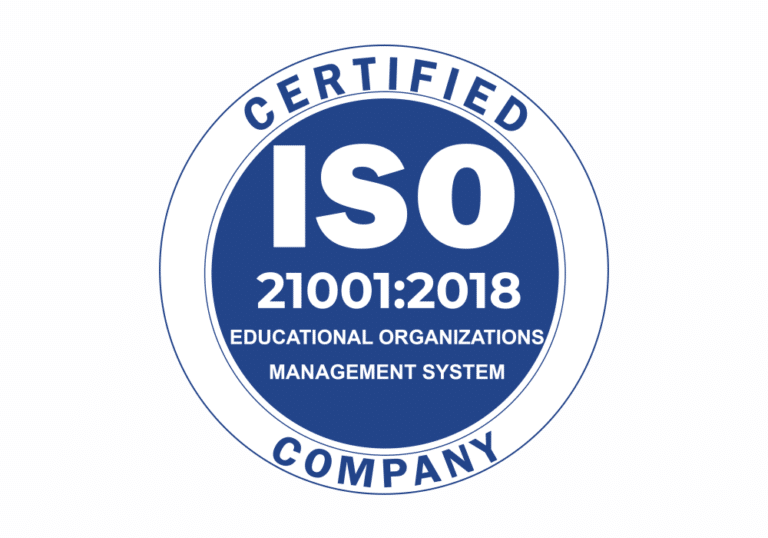 CERTIFIED
ISO
21001:2018
EDUCATIONAL ORGANIZATIONS
MANAGEMENT SYSTEM
COMPANY